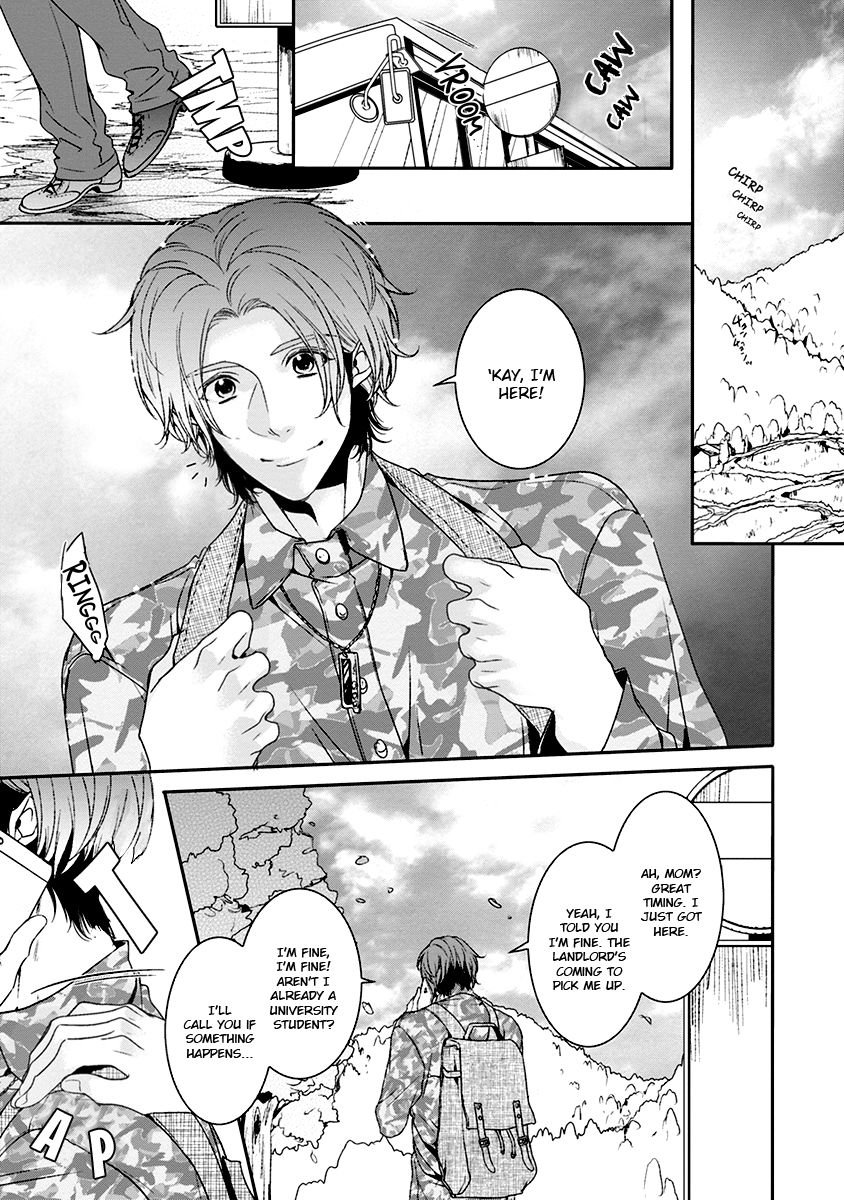 CHIRP
CHIRP
CHIRP
CAW
CAW
VROOM
TMP
'KAY, I'M
HERE!
RINGGG
AH, MOM?
GREAT
TIMING. I
JUST GOT
HERE.
YEAH, I
TOLD YOU
I'M FINE. THE
LANDLORD'S
COMING TO
PICK ME UP.
I'M FINE,
I'M FINE!
AREN'T I
ALREADY A
UNIVERSITY
STUDENT?
I'LL
CALL YOU IF
SOMETHING
HAPPENS...
TAP